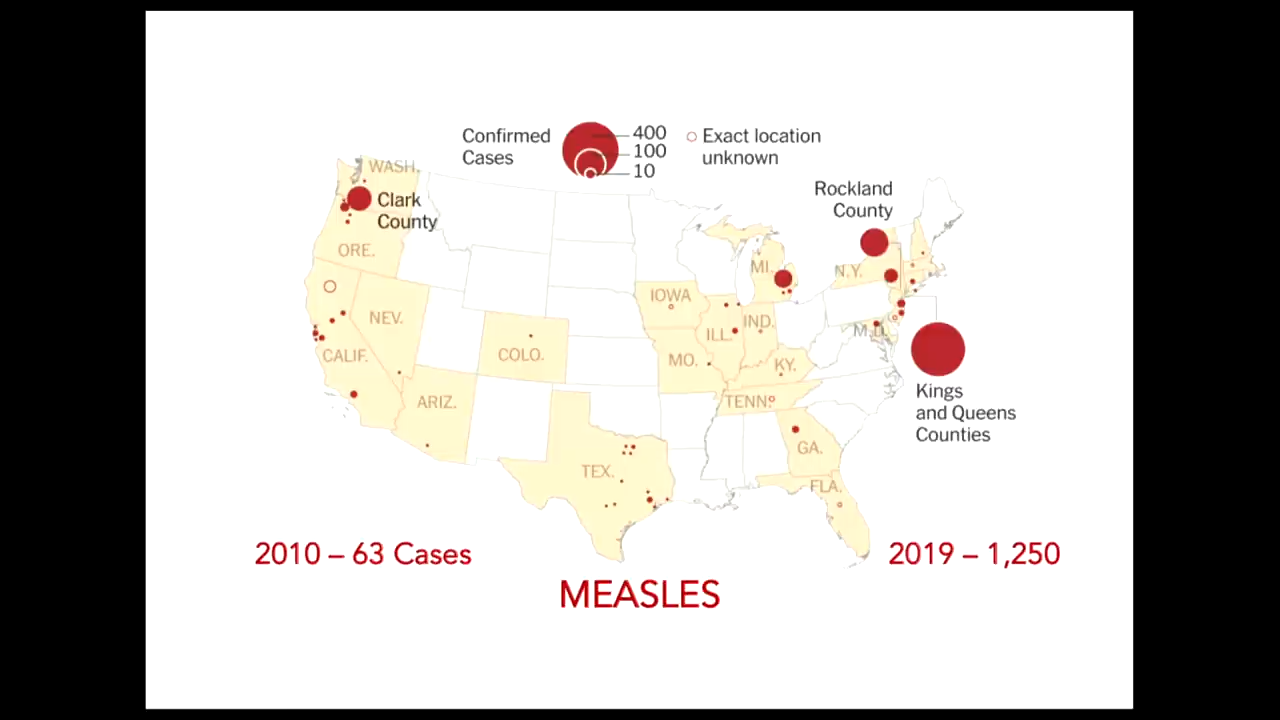 Confirmed
Cases
400
100
10
Exact location
unknown
WASH.
Clark
County
Rockland
County
ORE.
MI.
N.Y.
IOWA
NEV.
ILL.
IND.
M.D.
CALIF.
COLO.
MO.
KY.
ARIZ.
TENN.
Kings
and Queens
Counties
GA.
TEX.
FLA.
2010 – 63 Cases
2019 – 1,250
MEASLES